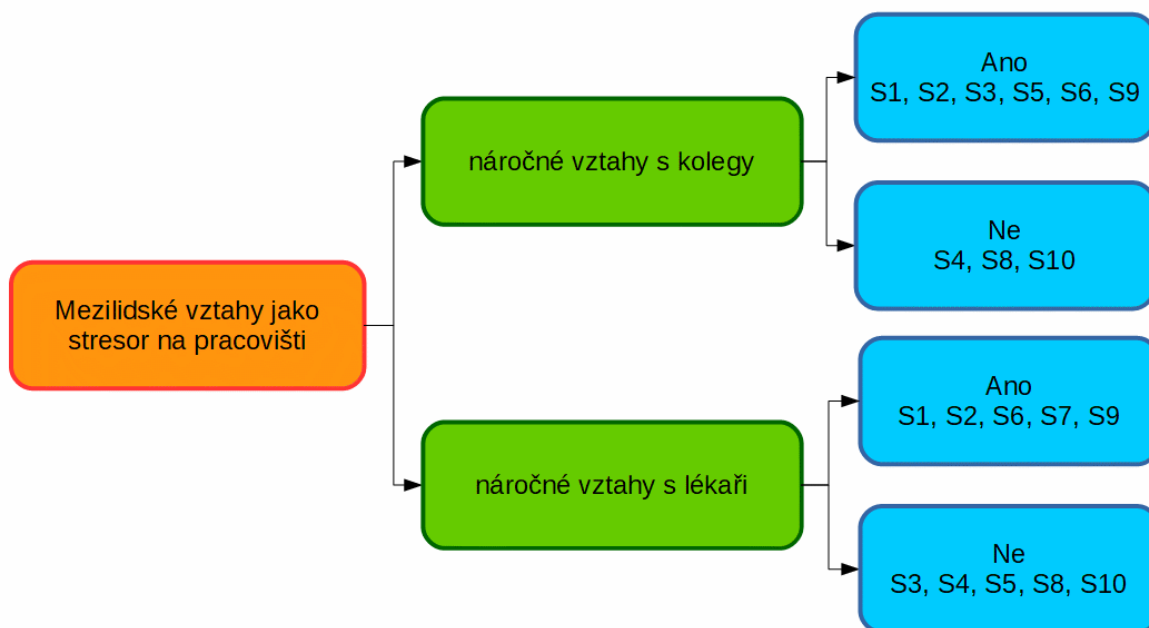 Mezilidské vztahy jako
stresor na pracovišti
náročné vztahy s kolegy
Ano
S1, S2, S3, S5, S6, S9
Ne
S4, S8, S10
náročné vztahy s lékaři
Ano
S1, S2, S6, S7, S9
Ne
S3, S4, S5, S8, S10